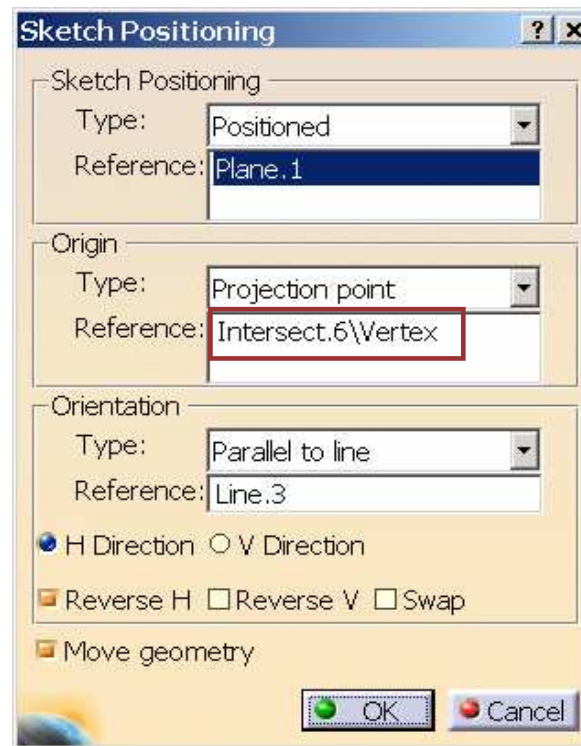 Sketch Positioning
Sketch Positioning
Type: Positioned
Reference: Plane.1
Origin
Type: Projection point
Reference: Intersect.6\Vertex
Orientation
Type: Parallel to line
Reference: Line.3
H Direction V Direction
Reverse H Reverse V Swap
Move geometry
OK Cancel